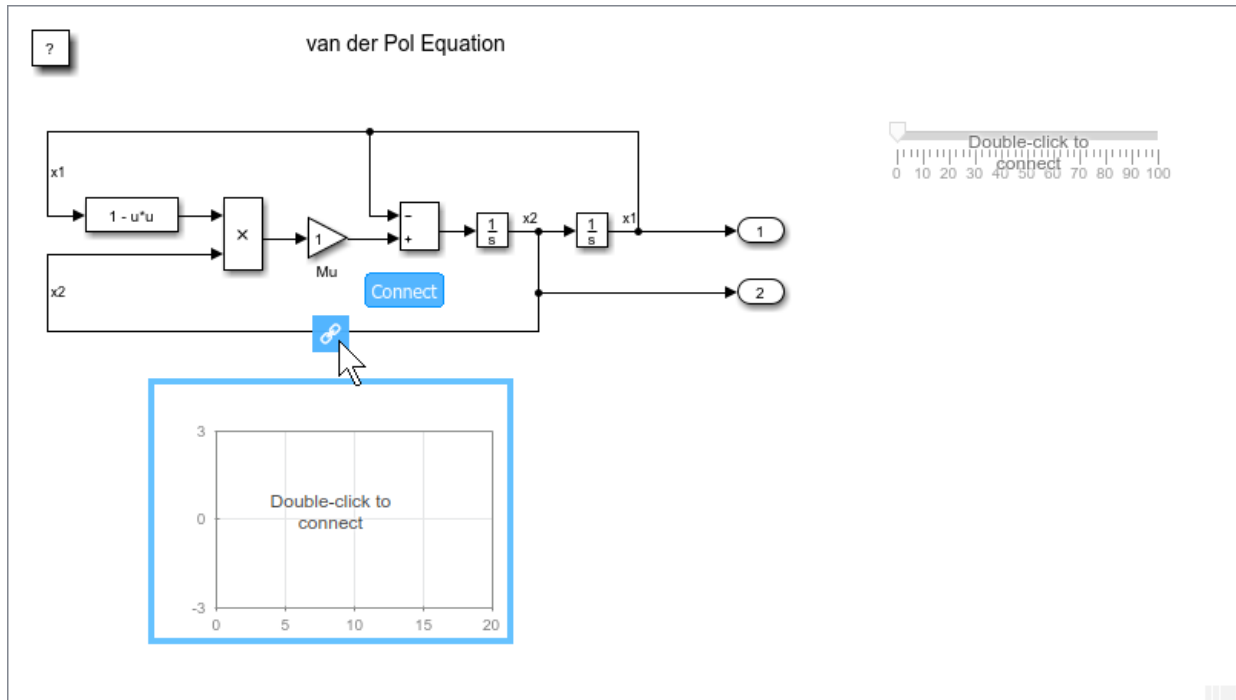 ?
van der Pol Equation
x1
1 - u*u
×
1
Mu
−
+
1
s
x2
1
s
x1
1
2
x2
Connect
Double-click to
connect
0 10 20 30 40 50 60 70 80 90 100
3
0
-3
Double-click to
connect
0 5 10 15 20